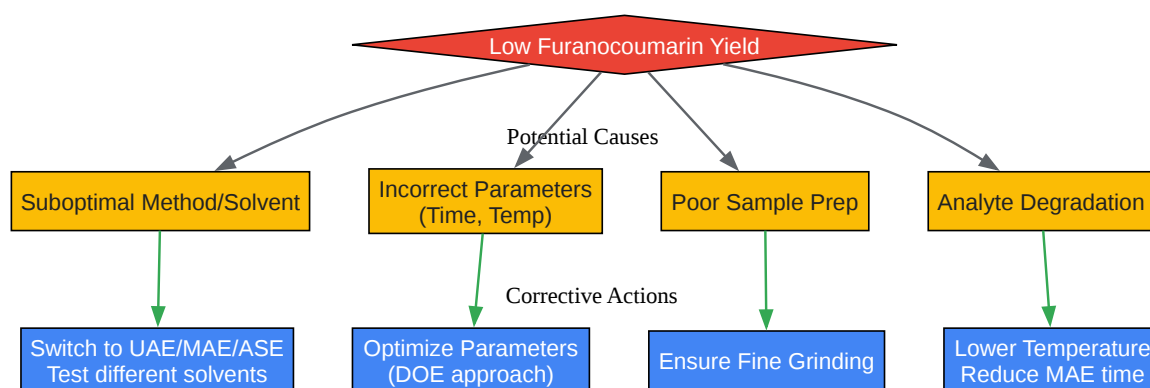 Low Furanocoumarin Yield
Potential Causes
Suboptimal Method/Solvent
Incorrect Parameters
(Time, Temp)
Poor Sample Prep
Analyte Degradation
Corrective Actions
Switch to UAE/MAE/ASE
Test different solvents
Optimize Parameters
(DOE approach)
Ensure Fine Grinding
Lower Temperature
Reduce MAE time